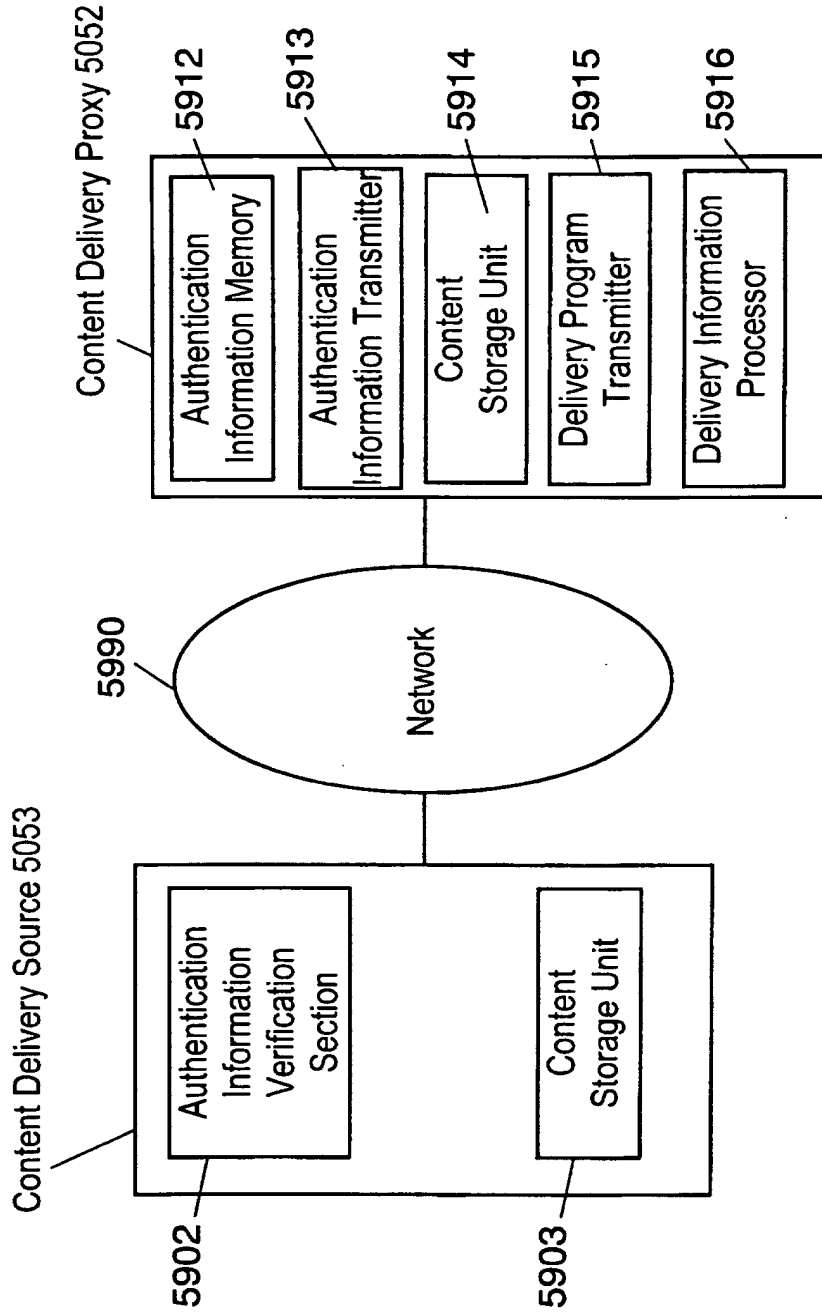 Content Delivery Source 5053
5902
Authentication
Information
Verification
Section
5903
Content
Storage Unit
5990
Network
Content Delivery Proxy 5052
Authentication
Information Memory
5912
Authentication
Information Transmitter
5913
Content
Storage Unit
5914
Delivery Program
Transmitter
5915
Delivery Information
Processor
5916